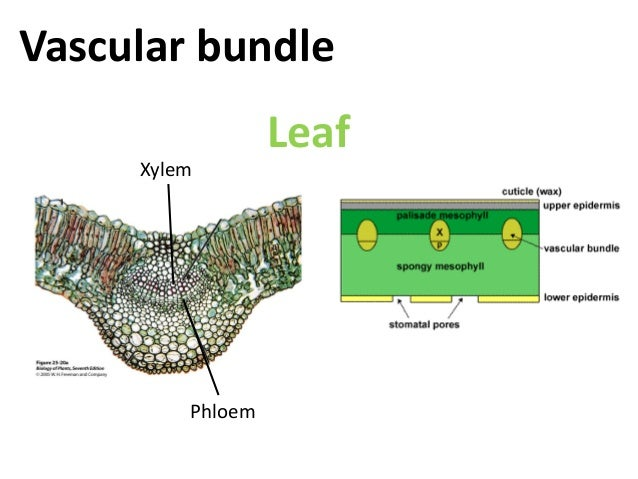 Vascular bundle
Leaf
Xylem
cuticle (wax)
upper epidermis
palisade mesophyll
X
P
vascular bundle
spongy mesophyll
lower epidermis
stomatal pores
Figure 25-20a
Biology of Plants, Seventh Edition
© 2005 W. H. Freeman and Company
Phloem